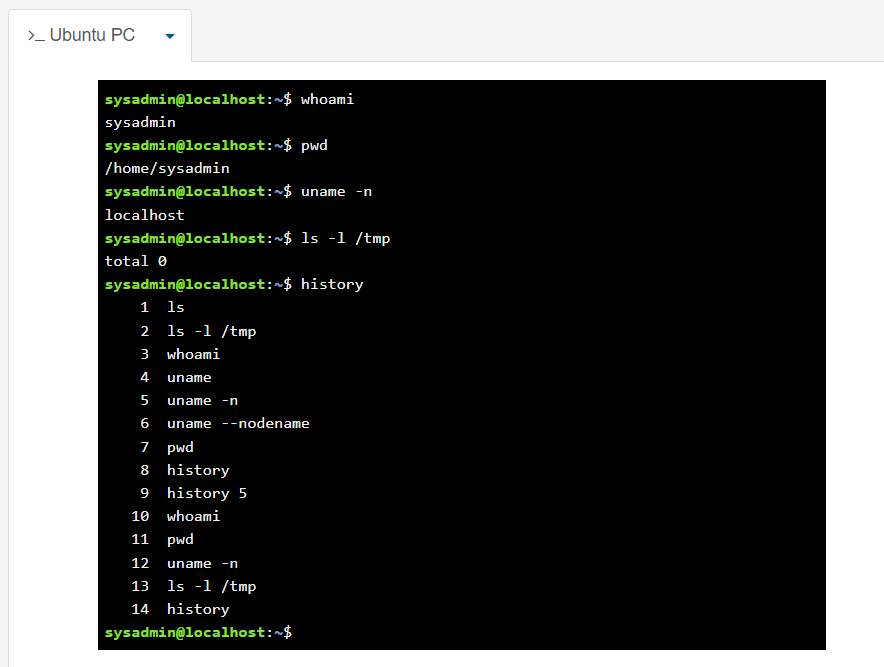 >_ Ubuntu PC
sysadmin@localhost:~$ whoami
sysadmin
sysadmin@localhost:~$ pwd
/home/sysadmin
sysadmin@localhost:~$ uname -n
localhost
sysadmin@localhost:~$ ls -l /tmp
total 0
sysadmin@localhost:~$ history
    1  ls
    2  ls -l /tmp
    3  whoami
    4  uname
    5  uname -n
    6  uname --nodename
    7  pwd
    8  history
    9  history 5
   10  whoami
   11  pwd
   12  uname -n
   13  ls -l /tmp
   14  history
sysadmin@localhost:~$